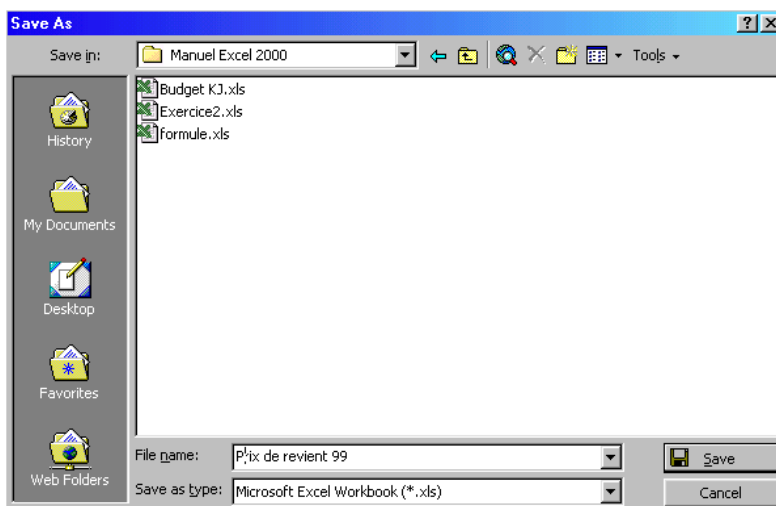 Save As
Save in: Manuel Excel 2000 Tools
Budget KJ.xls
Exercice2.xls
formule.xls
History
My Documents
Desktop
Favorites
Web Folders
File name: Prix de revient 99 Save
Save as type: Microsoft Excel Workbook (*.xls) Cancel